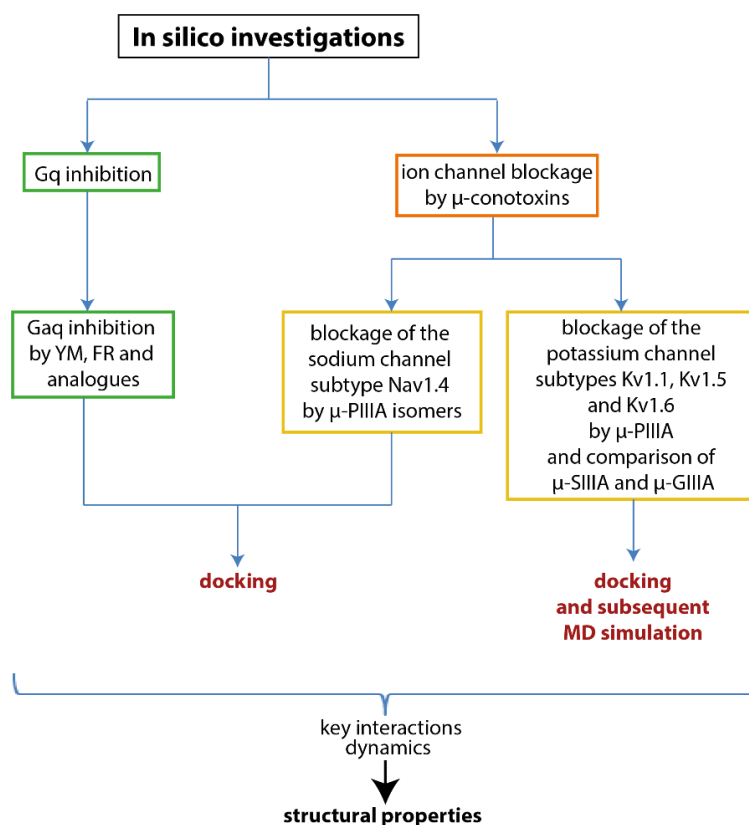 In silico investigations
Gq inhibition
ion channel blockage
by μ-conotoxins
Gaq inhibition
by YM, FR and
analogues
blockage of the
sodium channel
subtype Nav1.4
by μ-PIIIA isomers
blockage of the
potassium channel
subtypes Kv1.1, Kv1.5
and Kv1.6
by μ-PIIIA
and comparison of
μ-SIIIA and μ-GIIIA
docking
docking
and subsequent
MD simulation
key interactions
dynamics
structural properties